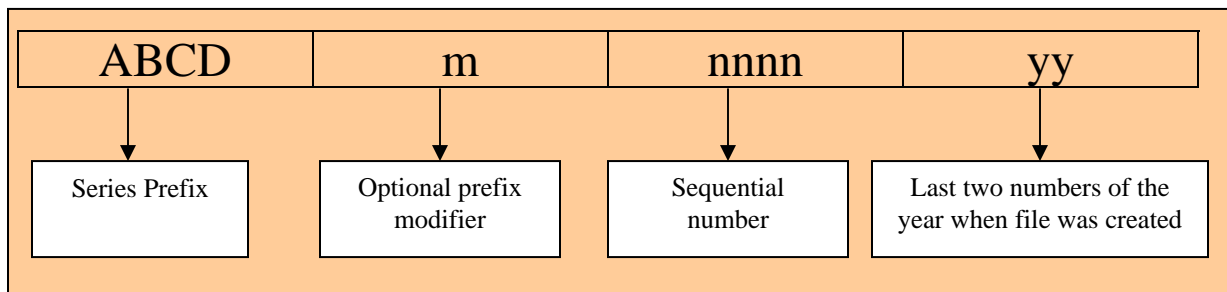 ABCD m nnnn yy
Series Prefix
Optional prefix
modifier
Sequential
number
Last two numbers of the
year when file was created